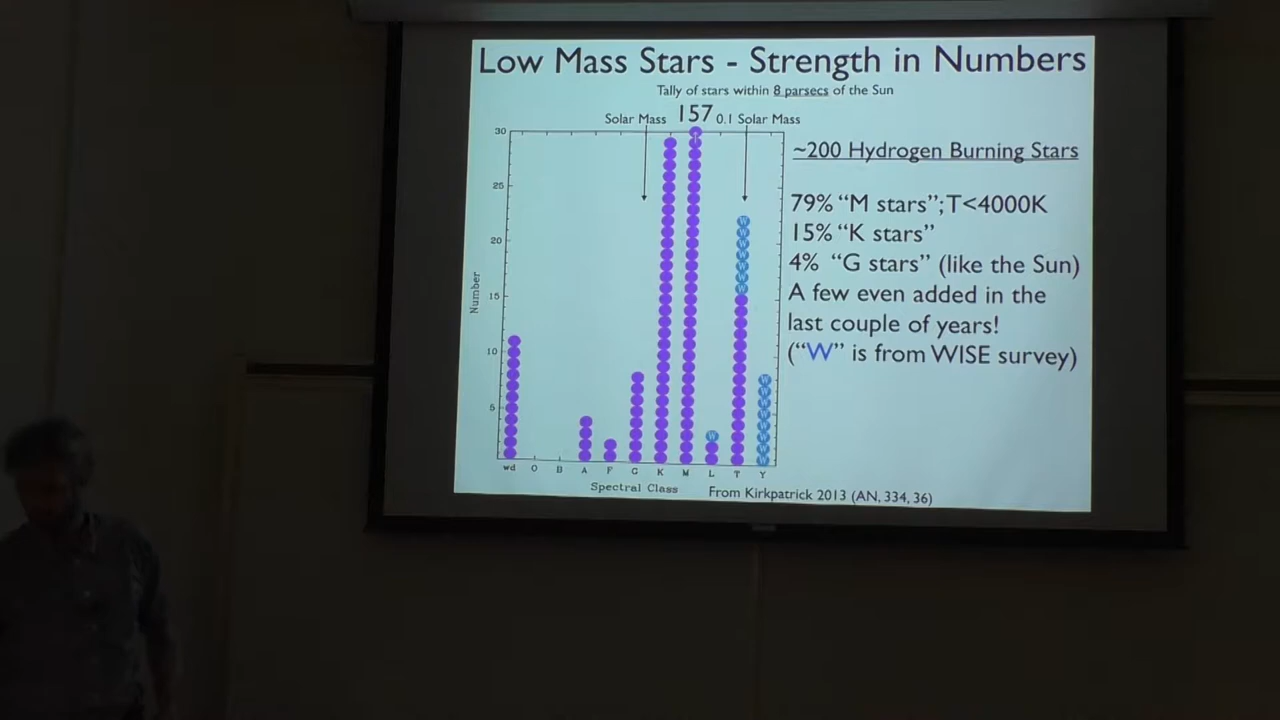 Low Mass Stars - Strength in Numbers
Tally of stars within 8 parsecs of the Sun
Solar Mass 157 0.1 Solar Mass
30
25
20
15
10
5
Number
wd O B A F G K M L T Y
Spectral Class
From Kirkpatrick 2013 (AN, 334, 36)
~200 Hydrogen Burning Stars
79% “M stars”; T<4000K
15% “K stars”
4% “G stars” (like the Sun)
A few even added in the
last couple of years!
(“W” is from WISE survey)